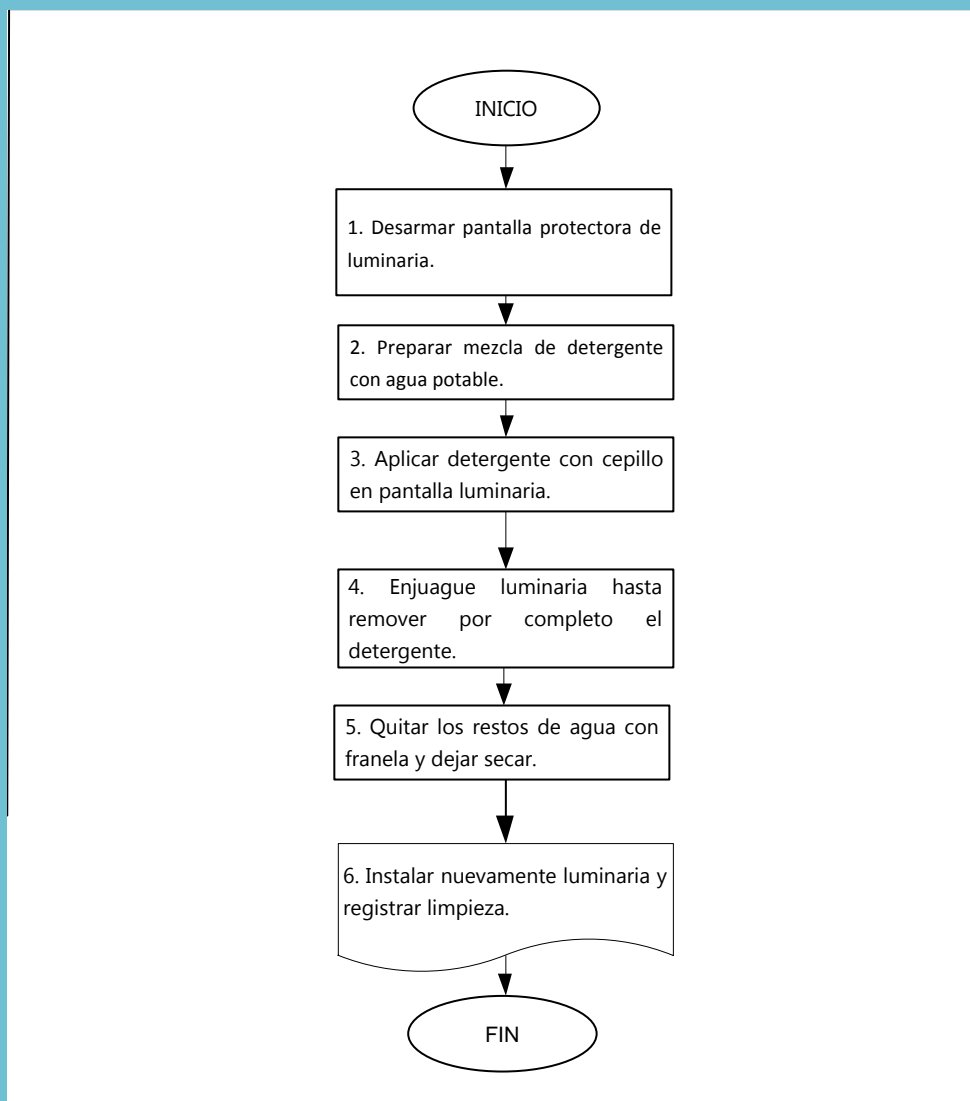 INICIO
1. Desarmar pantalla protectora de
luminaria.
2. Preparar mezcla de detergente
con agua potable.
3. Aplicar detergente con cepillo
en pantalla luminaria.
4. Enjuague luminaria hasta
remover por completo el
detergente.
5. Quitar los restos de agua con
franela y dejar secar.
6. Instalar nuevamente luminaria y
registrar limpieza.
FIN